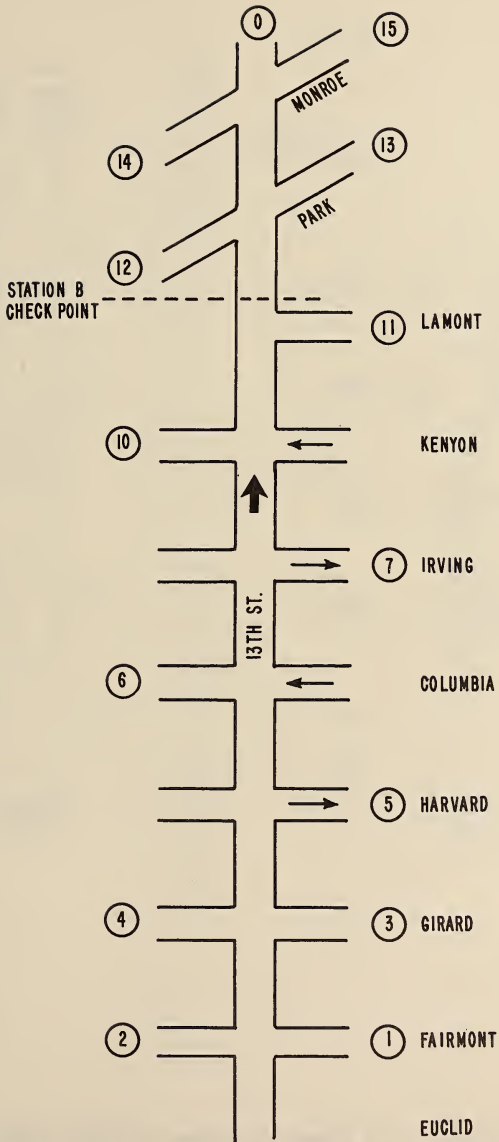 0
15
MONROE
14
13
PARK
12
STATION B
CHECK POINT
11 LAMONT
10
KENYON
7 IRVING
13TH ST.
6
COLUMBIA
5 HARVARD
4
3 GIRARD
2
1 FAIRMONT
EUCLID